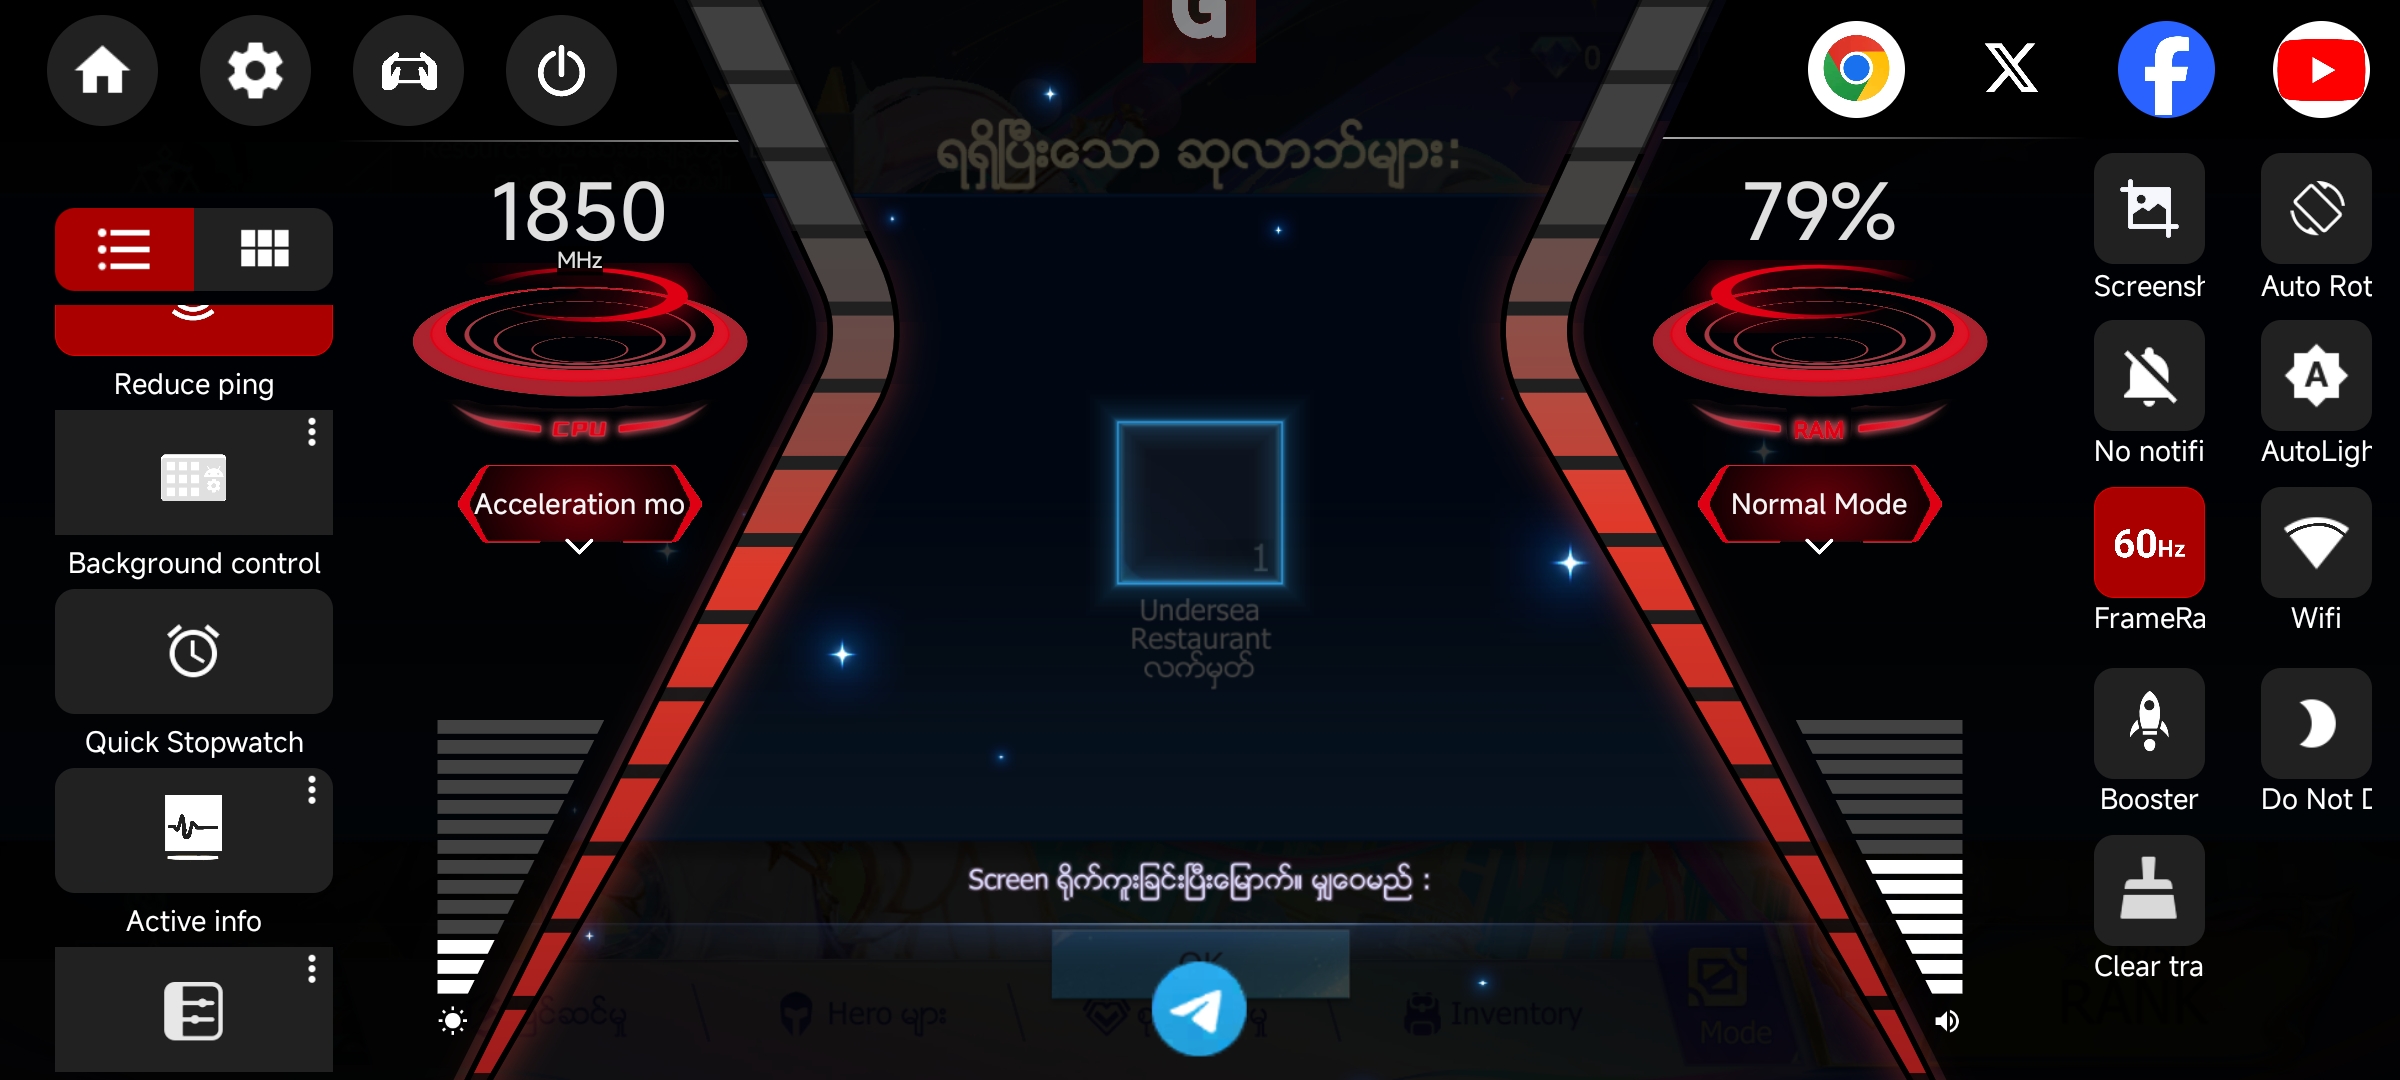 G
0
ရရှိပြီးသော ဆုလာဘ်များ:
1850
MHz
79%
Screensh
Auto Rot
Reduce ping
CPU
RAM
No notifi
A
AutoLigh
Acceleration mo
Normal Mode
60Hz
Background control
1
Undersea
Restaurant
လက်မှတ်
FrameRa
Wifi
Quick Stopwatch
Booster
Do Not D
Screen ရိုက်ကူးခြင်းပြီးမြောက်။ မျှဝေမည် :
Active info
OK
Clear tra
Hero များ
Inventory
Mode
RANK